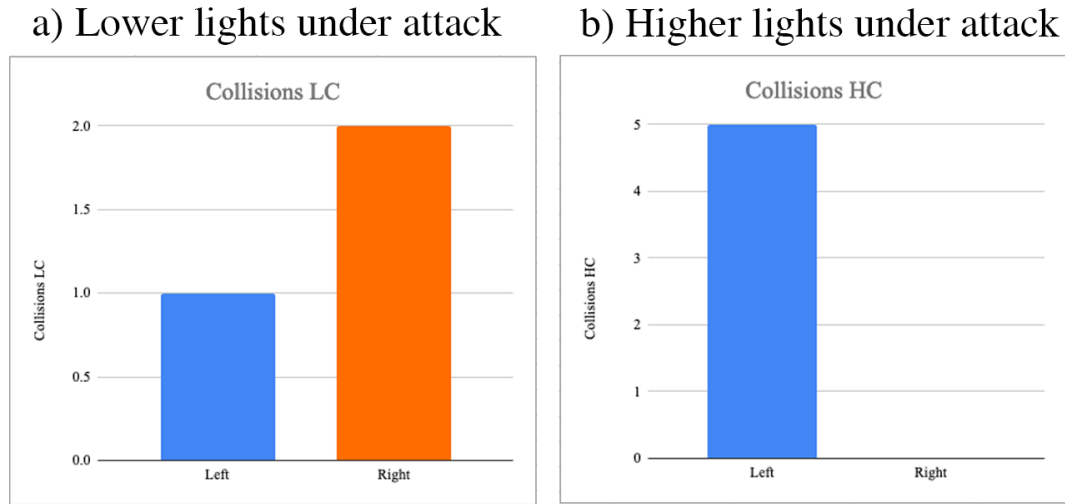 a) Lower lights under attack
Collisions LC
Collisions LC
2.0
1.5
1.0
0.5
0.0
Left Right
b) Higher lights under attack
Collisions HC
Collisions HC
5
4
3
2
1
0
Left Right